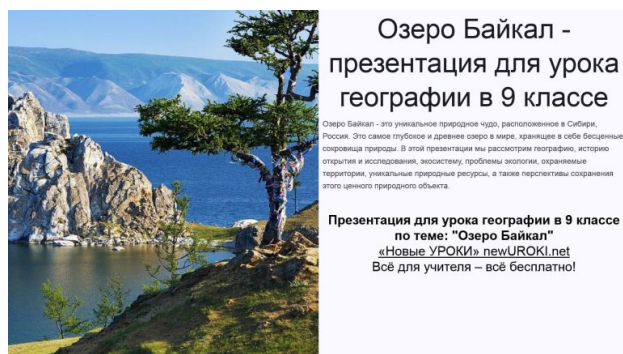 Озеро Байкал -
презентация для урока
географии в 9 классе
Озеро Байкал - это уникальное природное чудо, расположенное в Сибири,
Россия. Это самое глубокое и древнее озеро в мире, хранящее в себе бесценные
сокровища природы. В этой презентации мы рассмотрим географию, историю
открытия и исследования, экосистему, проблемы экологии, охраняемые
территории, уникальные природные ресурсы, а также перспективы сохранения
этого ценного природного объекта.
Презентация для урока географии в 9 классе
по теме: "Озеро Байкал"
«Новые УРОКИ» newUROKI.net
Всё для учителя – всё бесплатно!